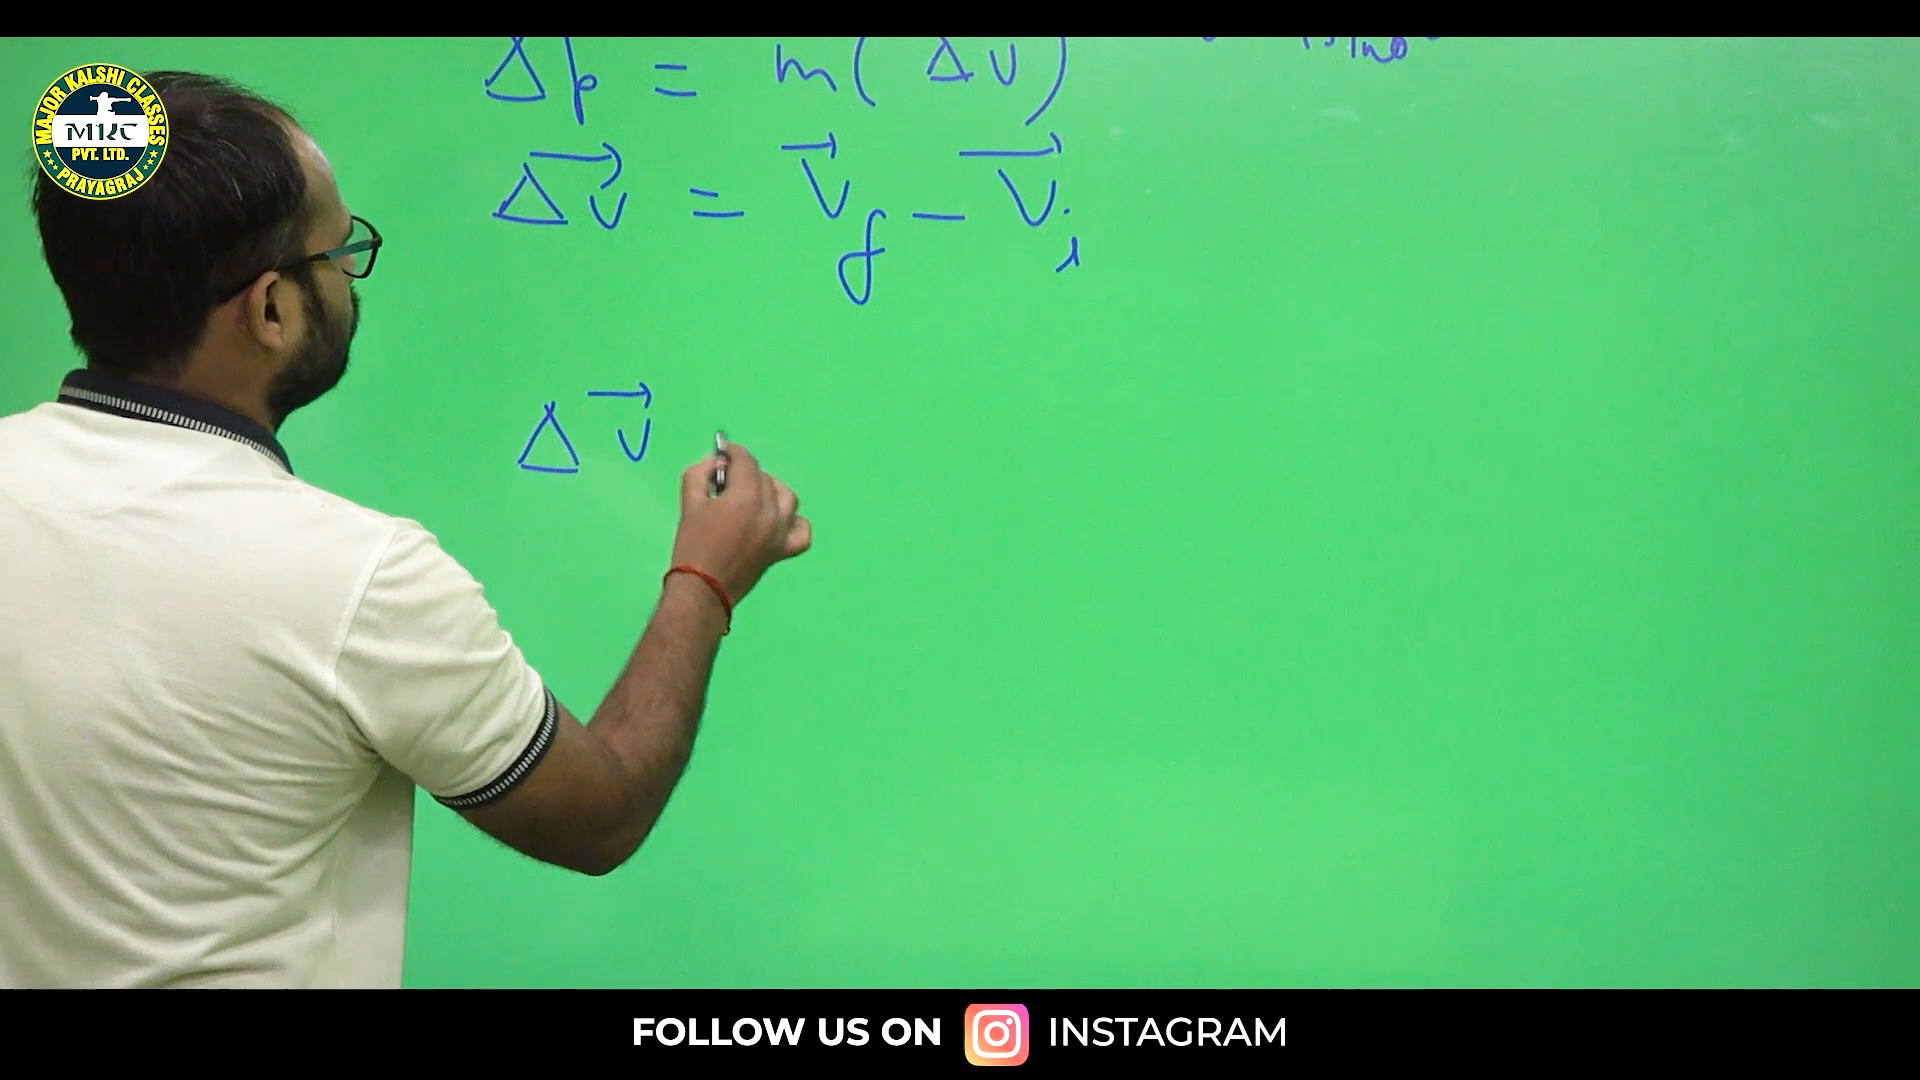 MAJOR KALSHI CLASSES
MKC
PVT. LTD.
PRAYAGRAJ
Δp = m(Δv)
Δv⃗ = V⃗f − V⃗i
Δv⃗
FOLLOW US ON INSTAGRAM